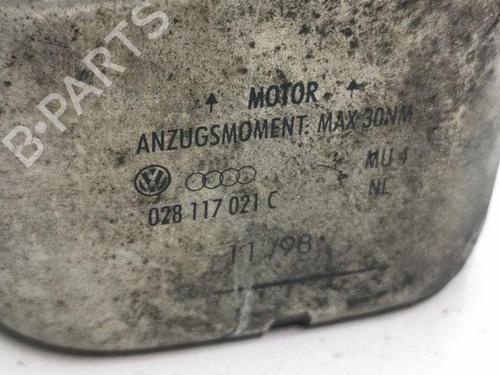 B-PARTS
↑ MOTOR ↑
ANZUGSMOMENT: MAX 30NM
MU 4
028 117 021 C NL
11/98